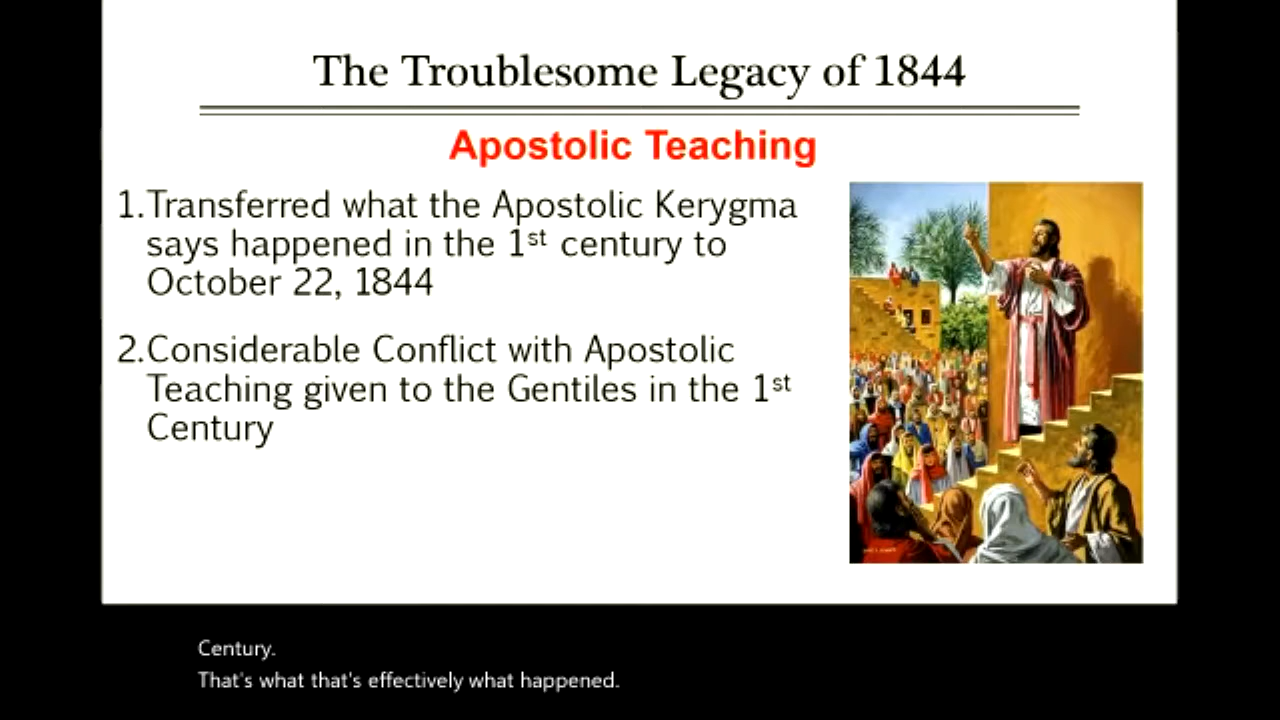 The Troublesome Legacy of 1844
Apostolic Teaching
1.Transferred what the Apostolic Kerygma
says happened in the 1st century to
October 22, 1844
2.Considerable Conflict with Apostolic
Teaching given to the Gentiles in the 1st
Century
Century.
That's what that's effectively what happened.